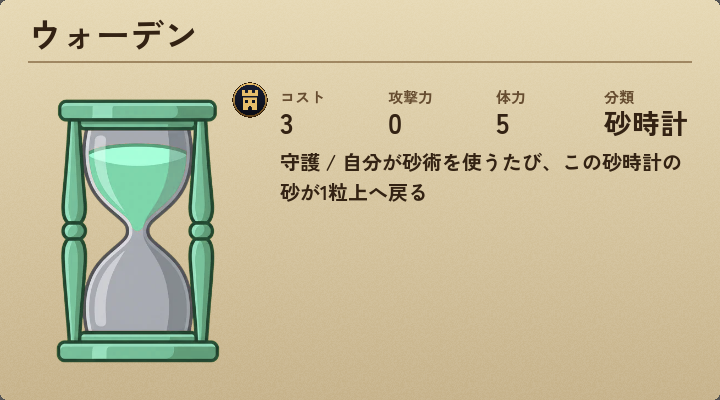 ウォーデン
コスト 攻撃力 体力 分類
3 0 5 砂時計
守護 / 自分が砂術を使うたび、この砂時計の
砂が1粒上へ戻る